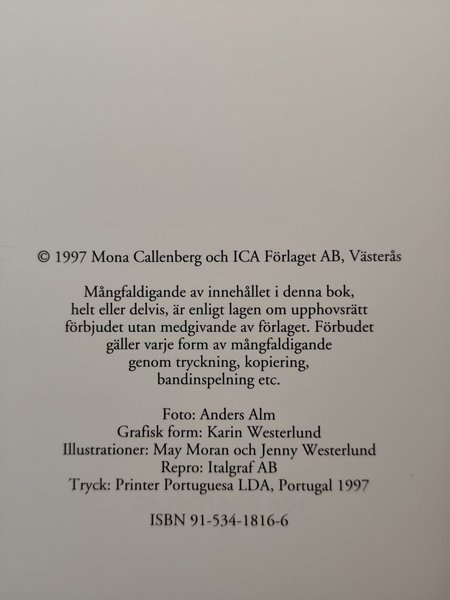 © 1997 Mona Callenberg och ICA Förlaget AB, Västerås
Mångfaldigande av innehållet i denna bok,
helt eller delvis, är enligt lagen om upphovsrätt
förbjudet utan medgivande av förlaget. Förbudet
gäller varje form av mångfaldigande
genom tryckning, kopiering,
bandinspelning etc.
Foto: Anders Alm
Grafisk form: Karin Westerlund
Illustrationer: May Moran och Jenny Westerlund
Repro: Italgraf AB
Tryck: Printer Portuguesa LDA, Portugal 1997
ISBN 91-534-1816-6